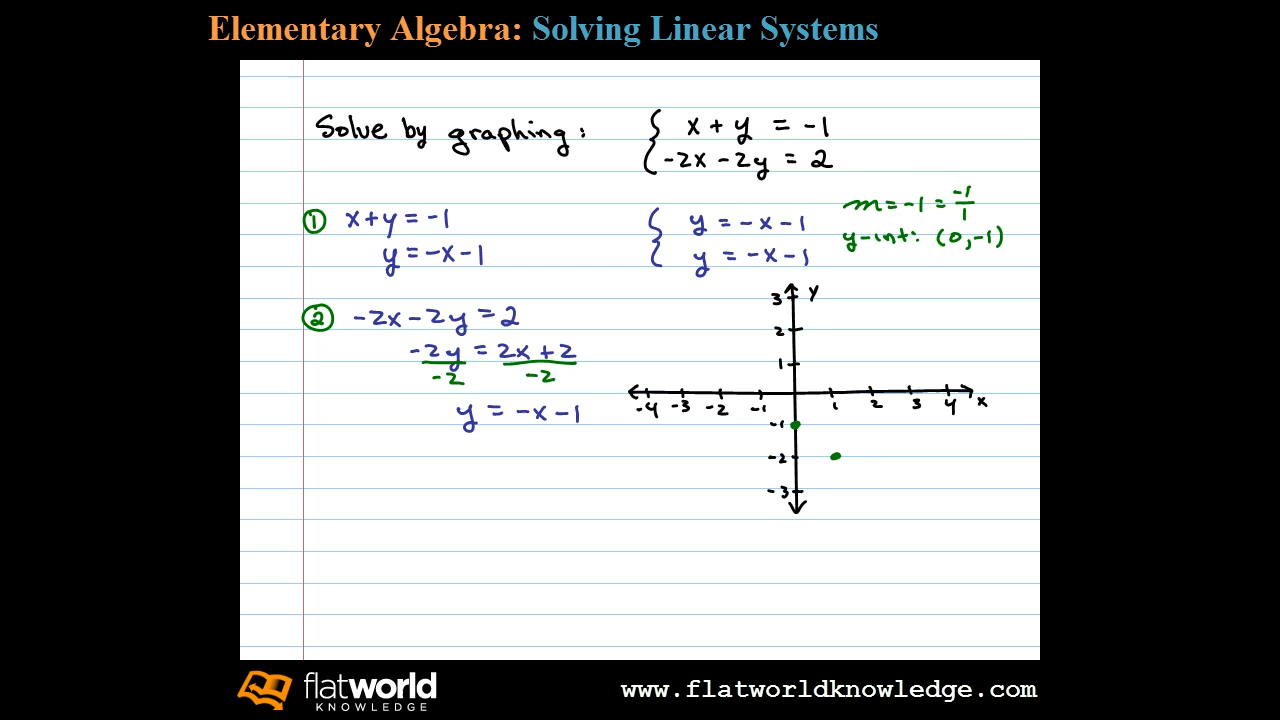 Elementary Algebra: Solving Linear Systems
Solve by graphing: { x + y = -1
{ -2x - 2y = 2
① x + y = -1
y = -x - 1
{ y = -x - 1
{ y = -x - 1
m = -1 = -1/1
y-int: (0, -1)
② -2x - 2y = 2
-2y = 2x + 2
-2 -2
y = -x - 1
y
3
2
1
-4 -3 -2 -1 1 2 3 4 x
-1
-2
-3
flatworld
KNOWLEDGE
www.flatworldknowledge.com